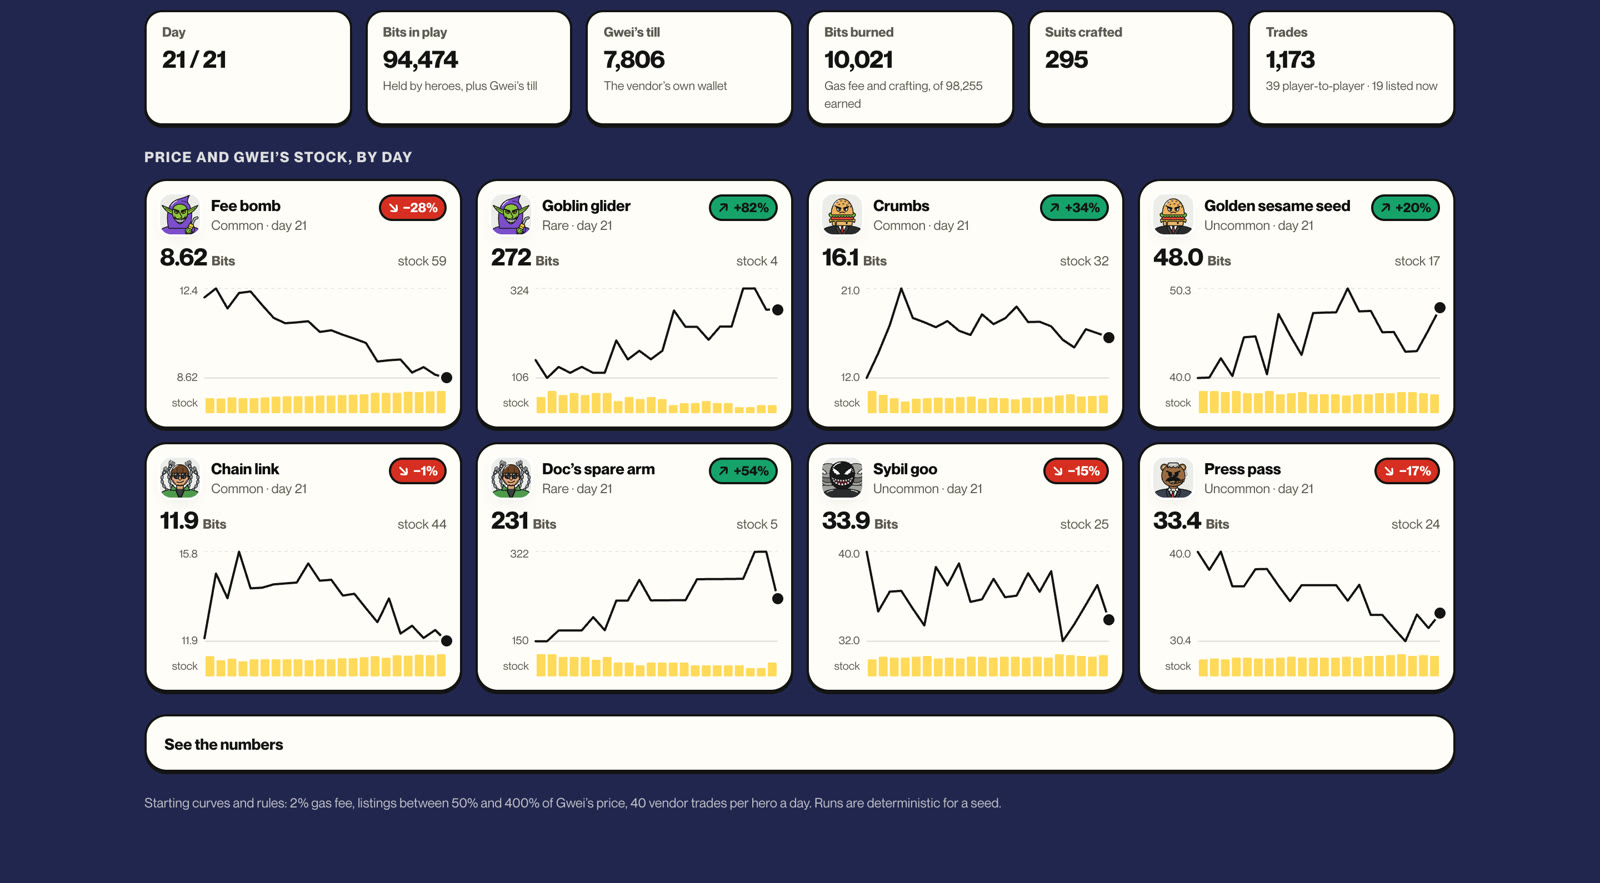 Day
21 / 21
Bits in play
94,474
Held by heroes, plus Gwei’s till
Gwei’s till
7,806
The vendor’s own wallet
Bits burned
10,021
Gas fee and crafting, of 98,255
earned
Suits crafted
295
Trades
1,173
39 player-to-player · 19 listed now
PRICE AND GWEI’S STOCK, BY DAY
Fee bomb
↘ −28%
Common · day 21
8.62 Bits
stock 59
12.4
8.62
stock
Goblin glider
↗ +82%
Rare · day 21
272 Bits
stock 4
324
106
stock
Crumbs
↗ +34%
Common · day 21
16.1 Bits
stock 32
21.0
12.0
stock
Golden sesame seed
↗ +20%
Uncommon · day 21
48.0 Bits
stock 17
50.3
40.0
stock
Chain link
↘ −1%
Common · day 21
11.9 Bits
stock 44
15.8
11.9
stock
Doc’s spare arm
↗ +54%
Rare · day 21
231 Bits
stock 5
322
150
stock
Sybil goo
↘ −15%
Uncommon · day 21
33.9 Bits
stock 25
40.0
32.0
stock
Press pass
↘ −17%
Uncommon · day 21
33.4 Bits
stock 24
40.0
30.4
stock
See the numbers
Starting curves and rules: 2% gas fee, listings between 50% and 400% of Gwei’s price, 40 vendor trades per hero a day. Runs are deterministic for a seed.